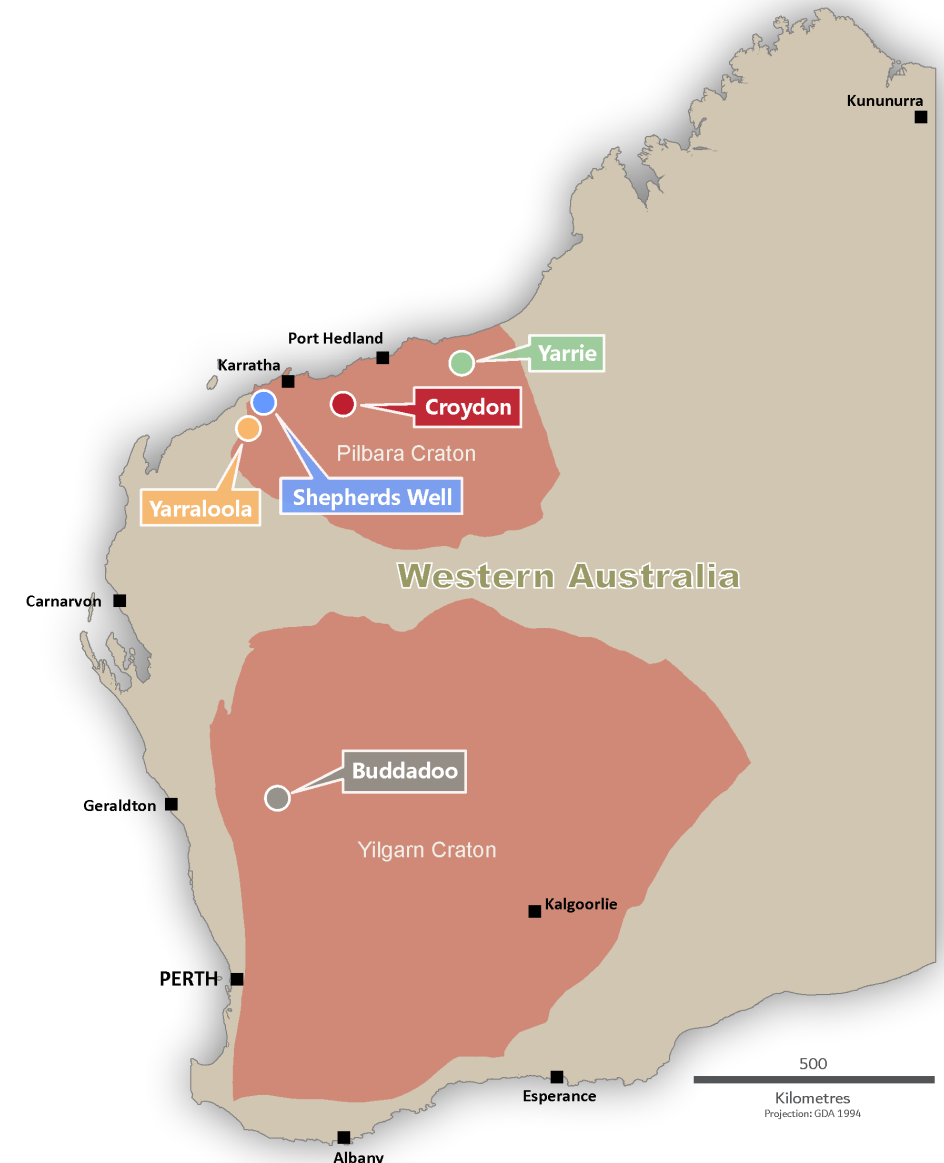 Kununurra
Port Hedland
Karratha
Yarrie
Croydon
Pilbara Craton
Shepherds Well
Yarraloola
Western Australia
Carnarvon
Buddadoo
Geraldton
Yilgarn Craton
Kalgoorlie
PERTH
500
Kilometres
Projection: GDA 1994
Esperance
Albany